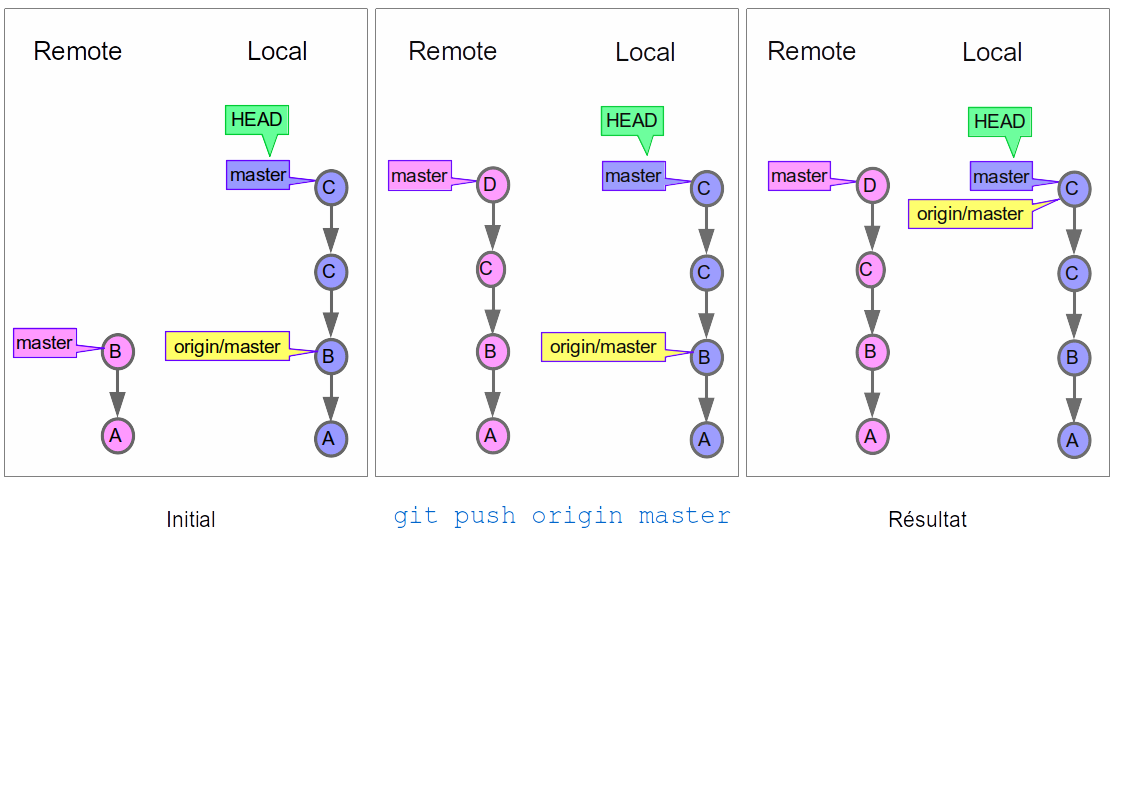 Remote Local
HEAD
master
C
C
master
B
origin/master
B
A
A
Initial
Remote Local
HEAD
master
D
master
C
C
C
B
origin/master
B
A
A
git push origin master
Remote Local
HEAD
master
D
master
C
origin/master
C
C
B
B
A
A
Résultat